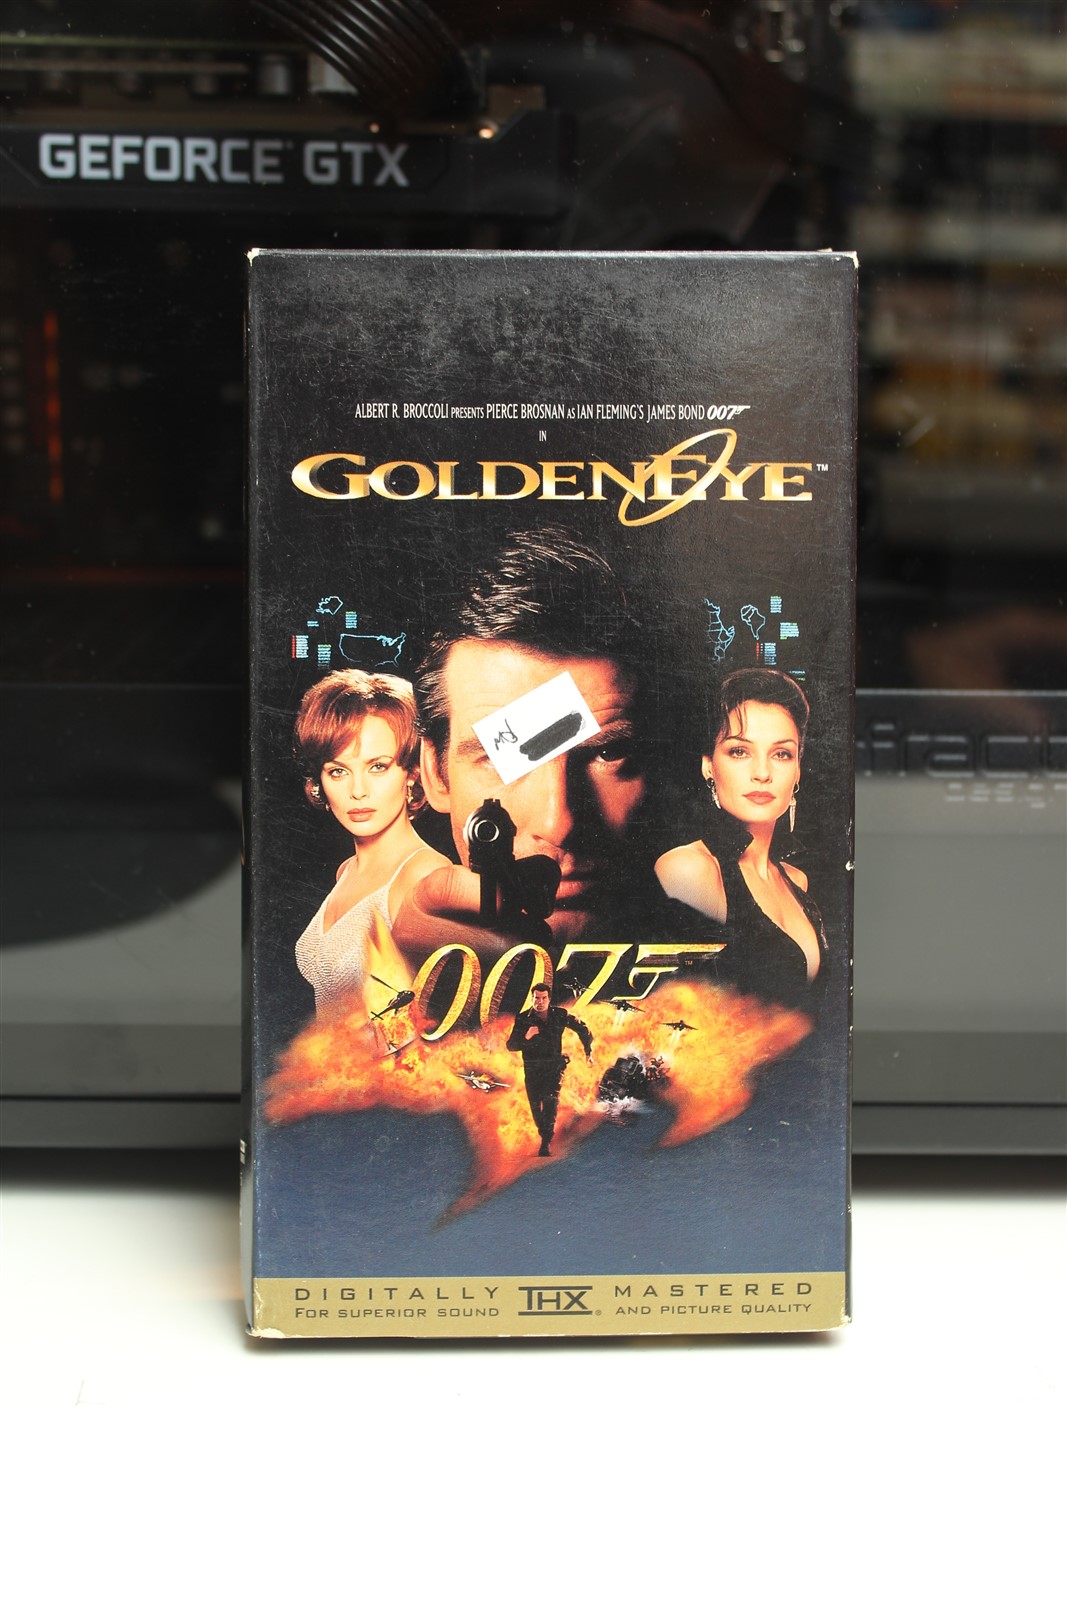 GEFORCE GTX
ALBERT R. BROCCOLI PRESENTS PIERCE BROSNAN AS IAN FLEMING'S JAMES BOND 007
IN
GOLDENEYE™
007
DIGITALLY THX MASTERED
FOR SUPERIOR SOUND AND PICTURE QUALITY